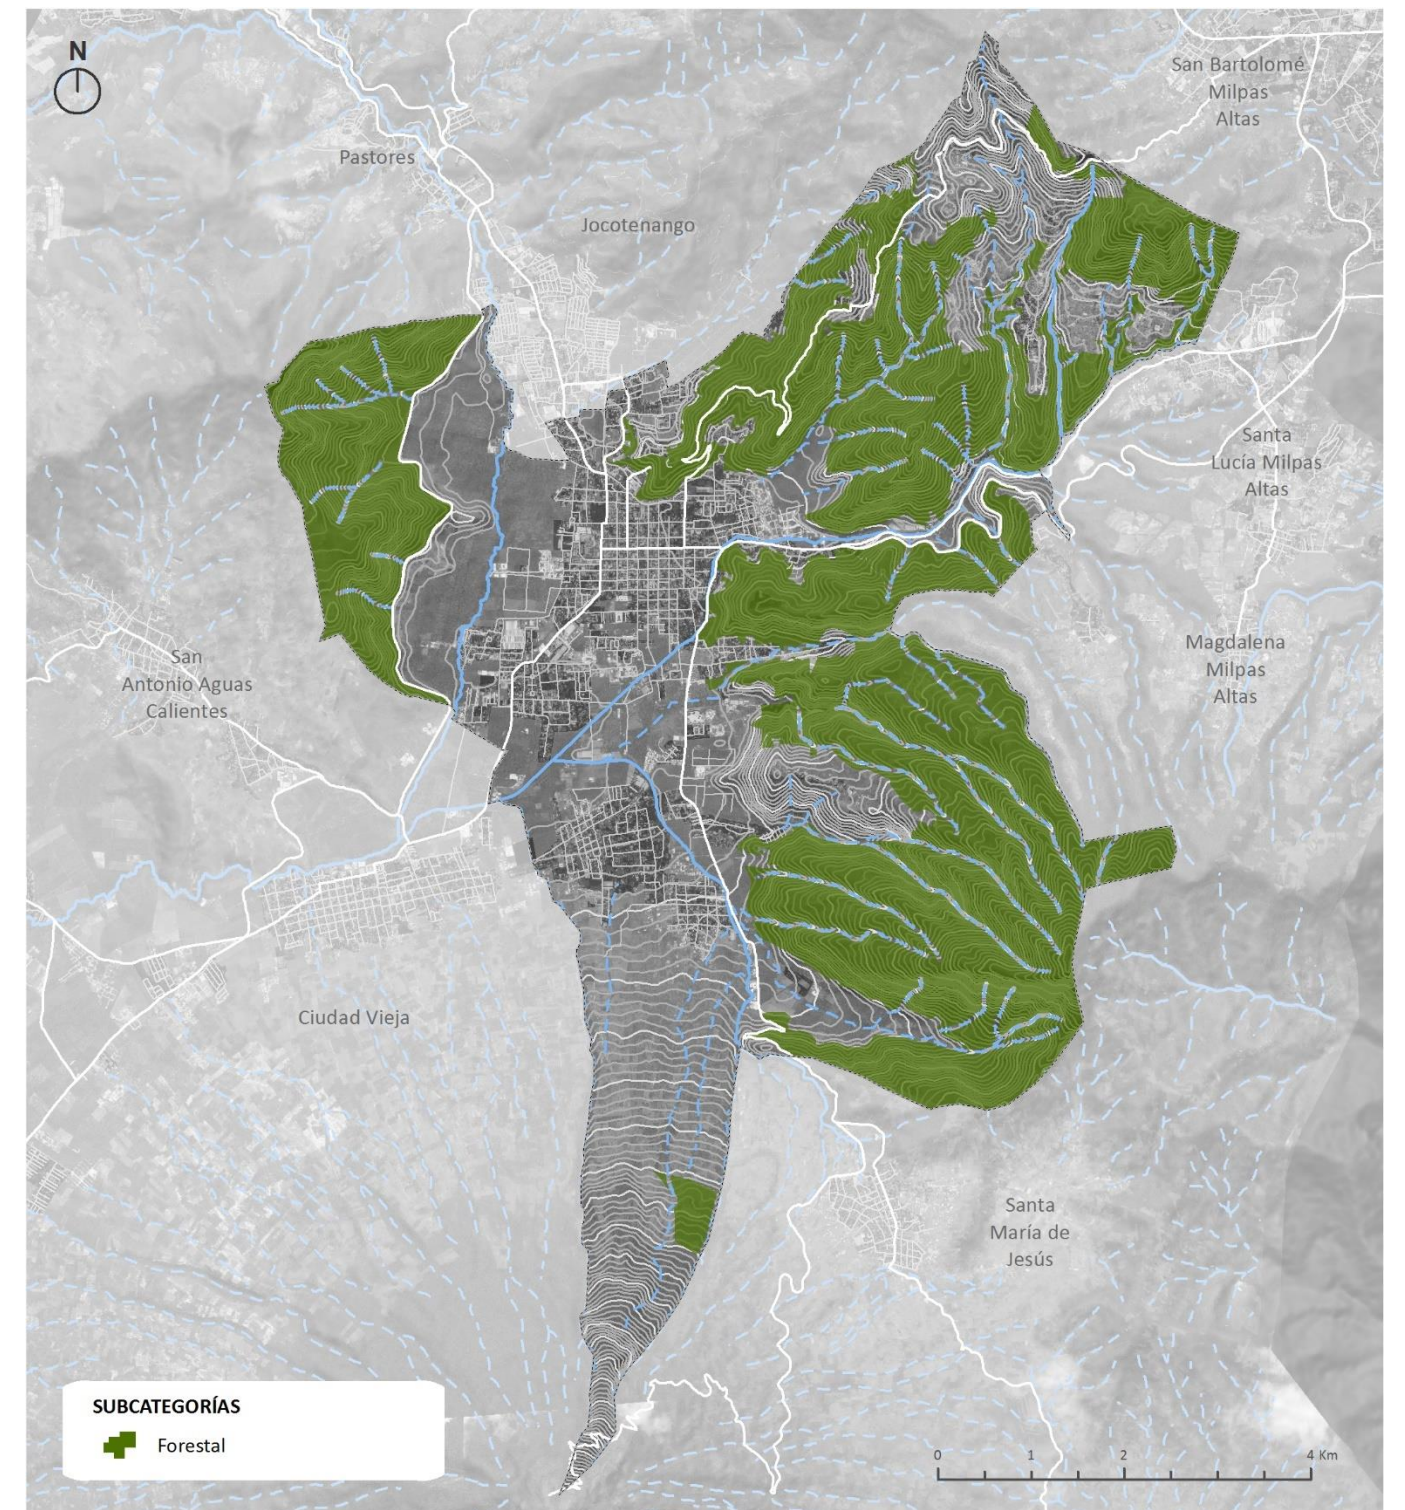 N
San Bartolomé
Milpas
Altas
Pastores
Jocotenango
Santa
Lucía Milpas
Altas
San
Antonio Aguas
Calientes
Magdalena
Milpas
Altas
Ciudad Vieja
Santa
María de
Jesús
SUBCATEGORÍAS
Forestal
0 1 2 4 Km